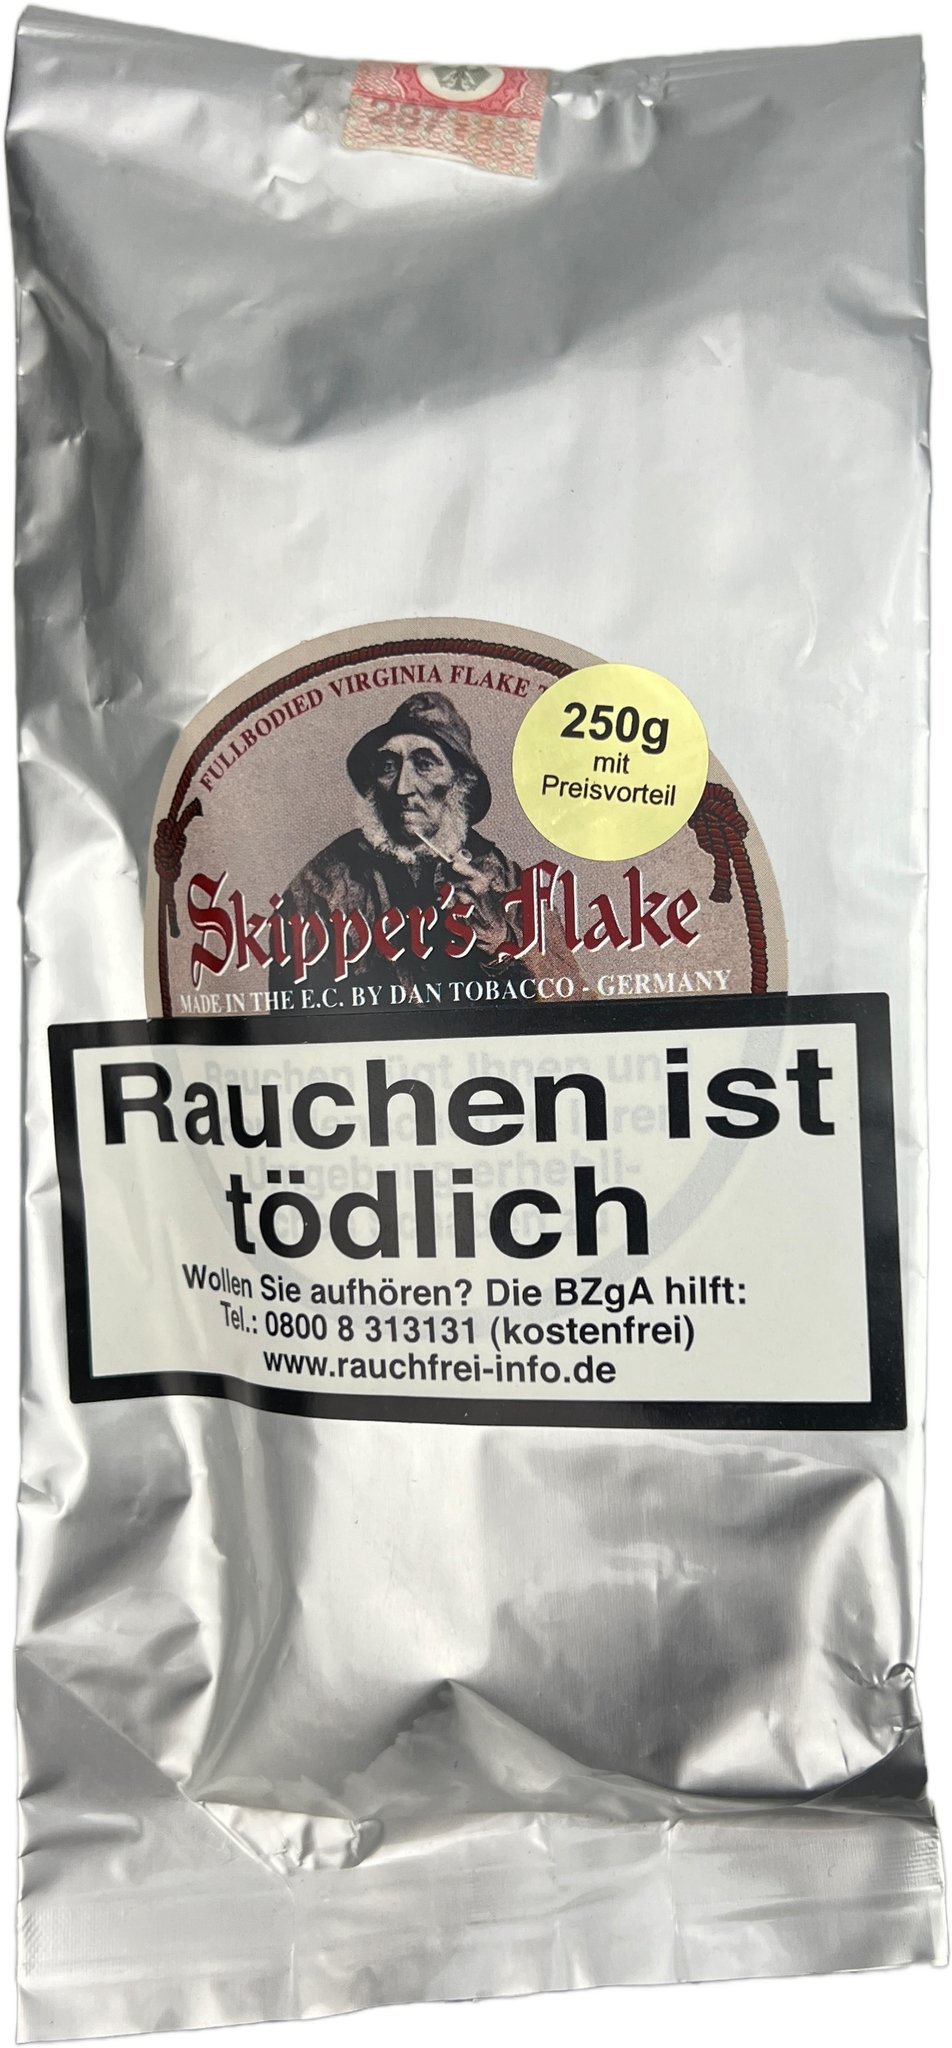 FULLBODIED VIRGINIA FLAKE
250g
mit
Preisvorteil
Skipper's Flake
MADE IN THE E.C. BY DAN TOBACCO - GERMANY
Rauchen ist
tödlich
Wollen Sie aufhören? Die BZgA hilft:
Tel.: 0800 8 313131 (kostenfrei)
www.rauchfrei-info.de